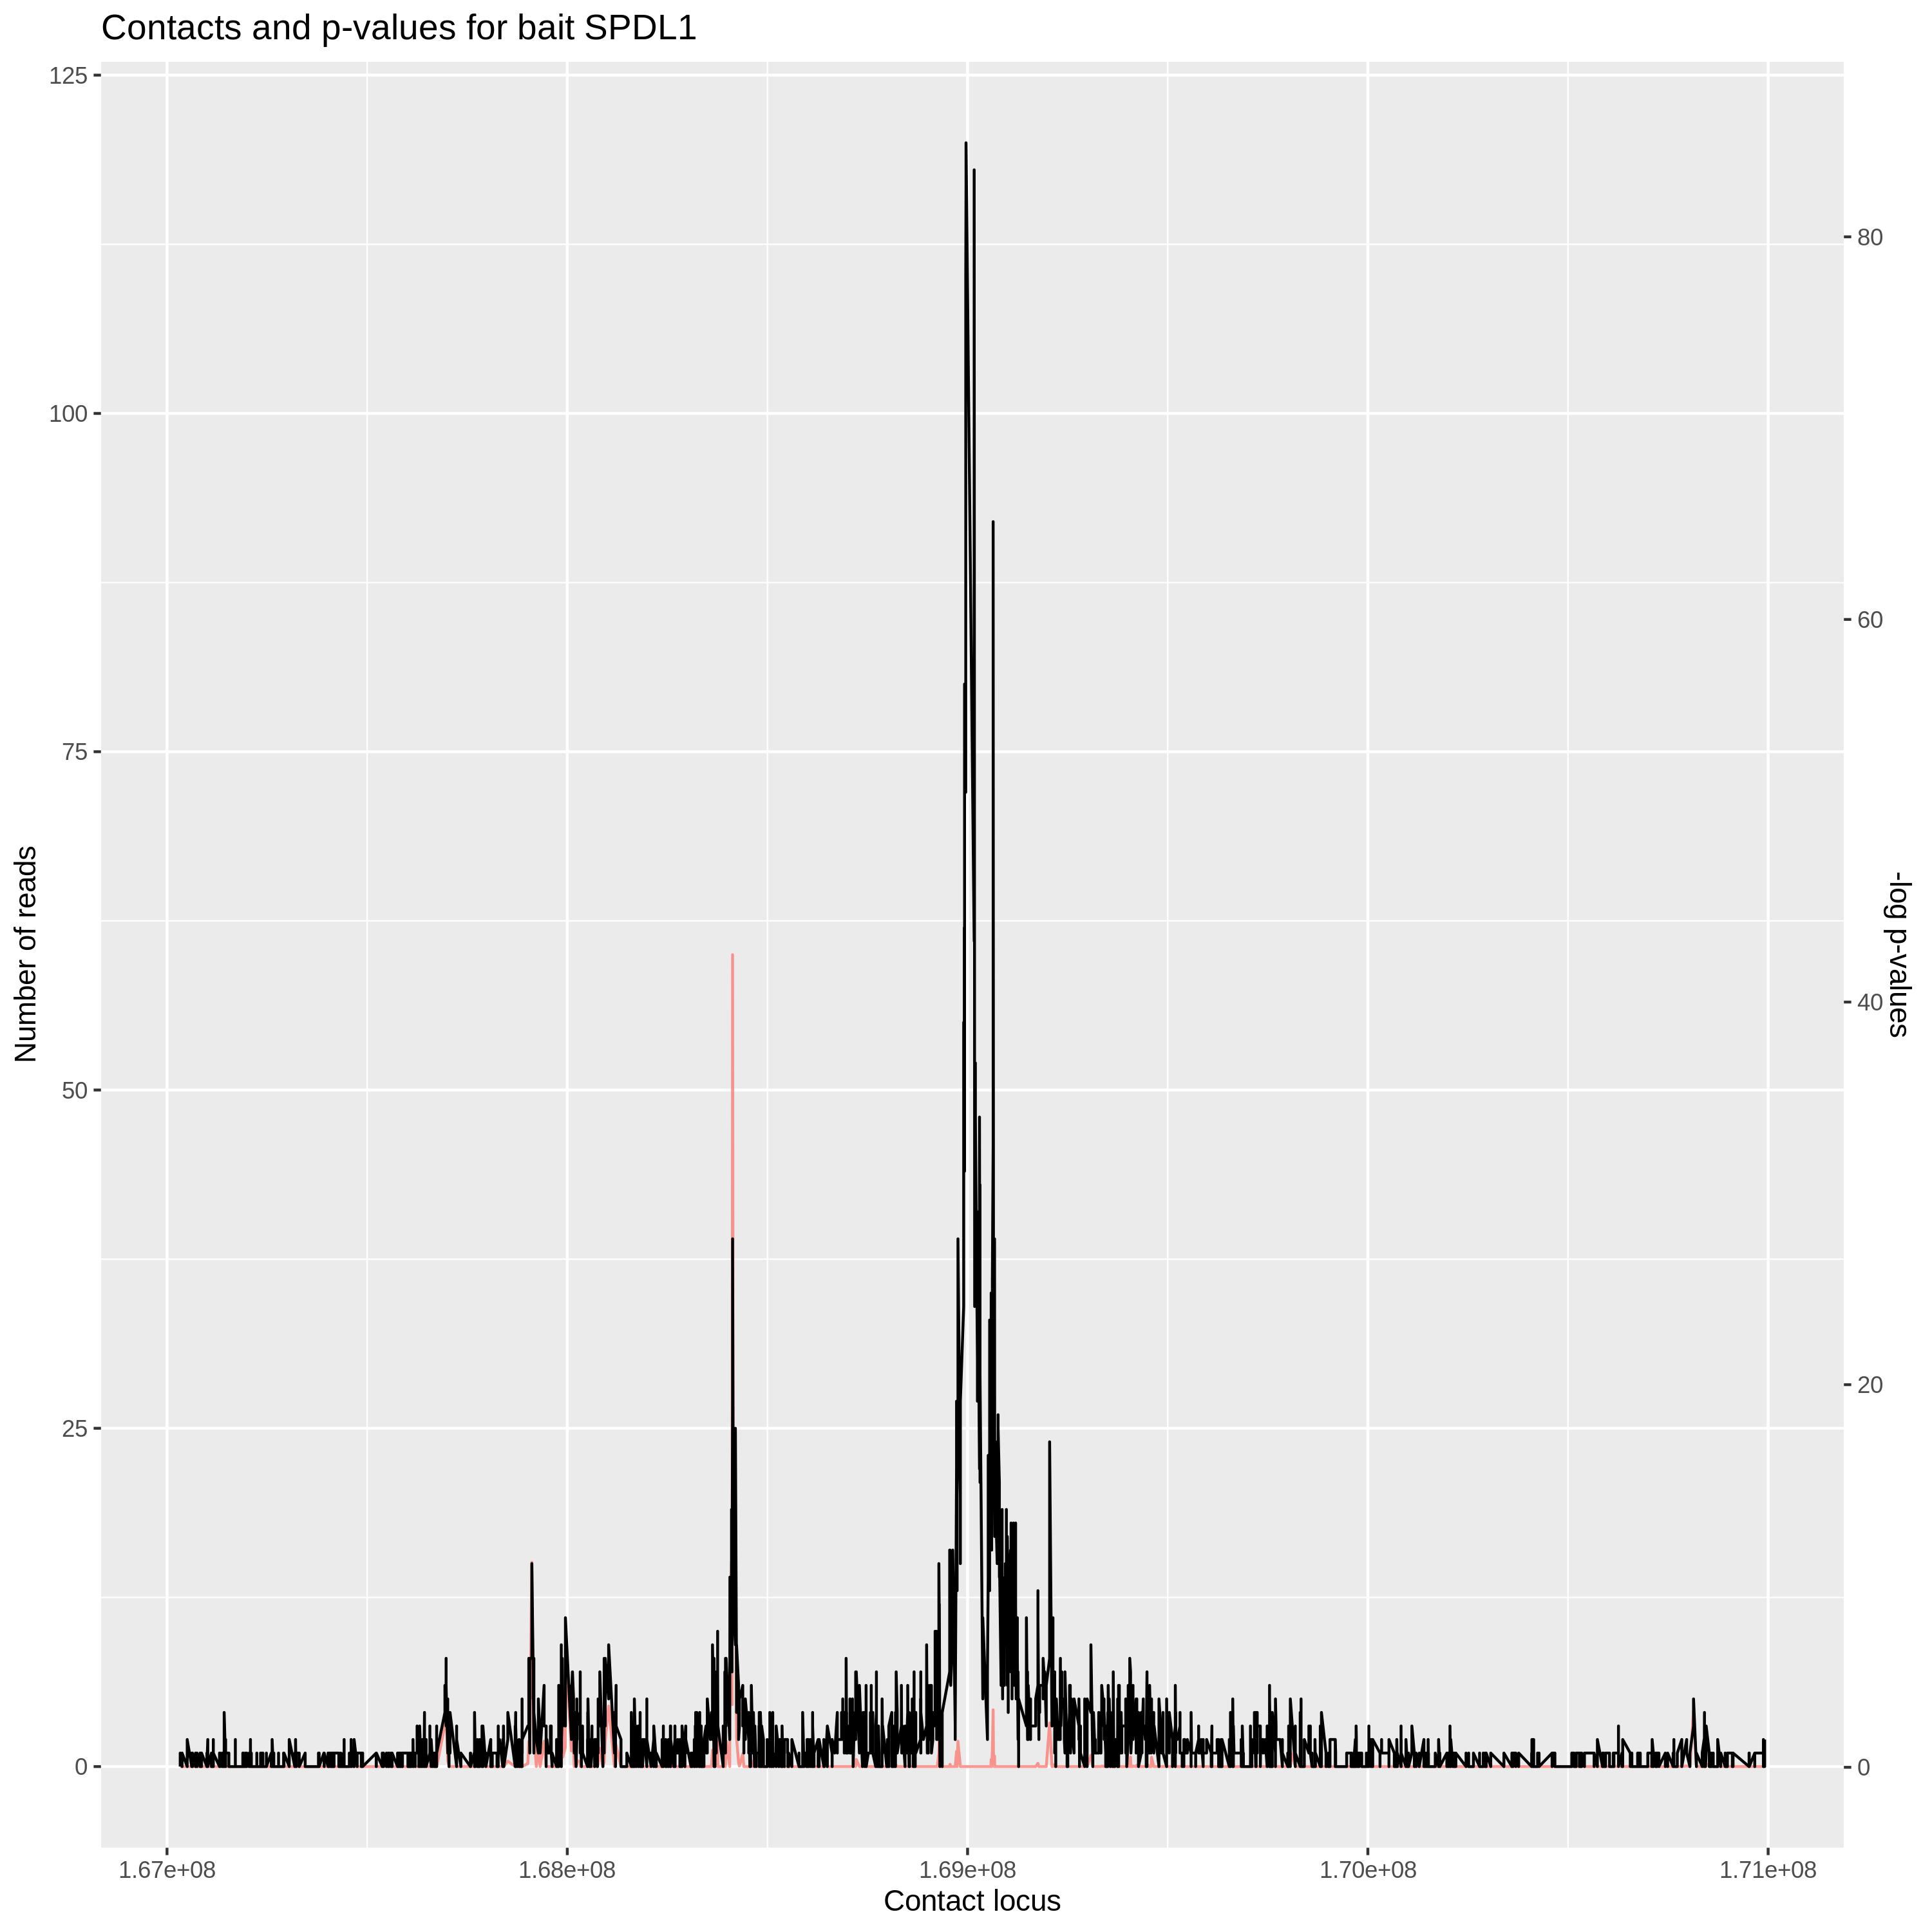 Contacts and p-values for bait SPDL1
125
100
75
50
25
0
Number of reads
80
60
40
20
0
-log p-values
1.67e+08
1.68e+08
1.69e+08
1.70e+08
1.71e+08
Contact locus